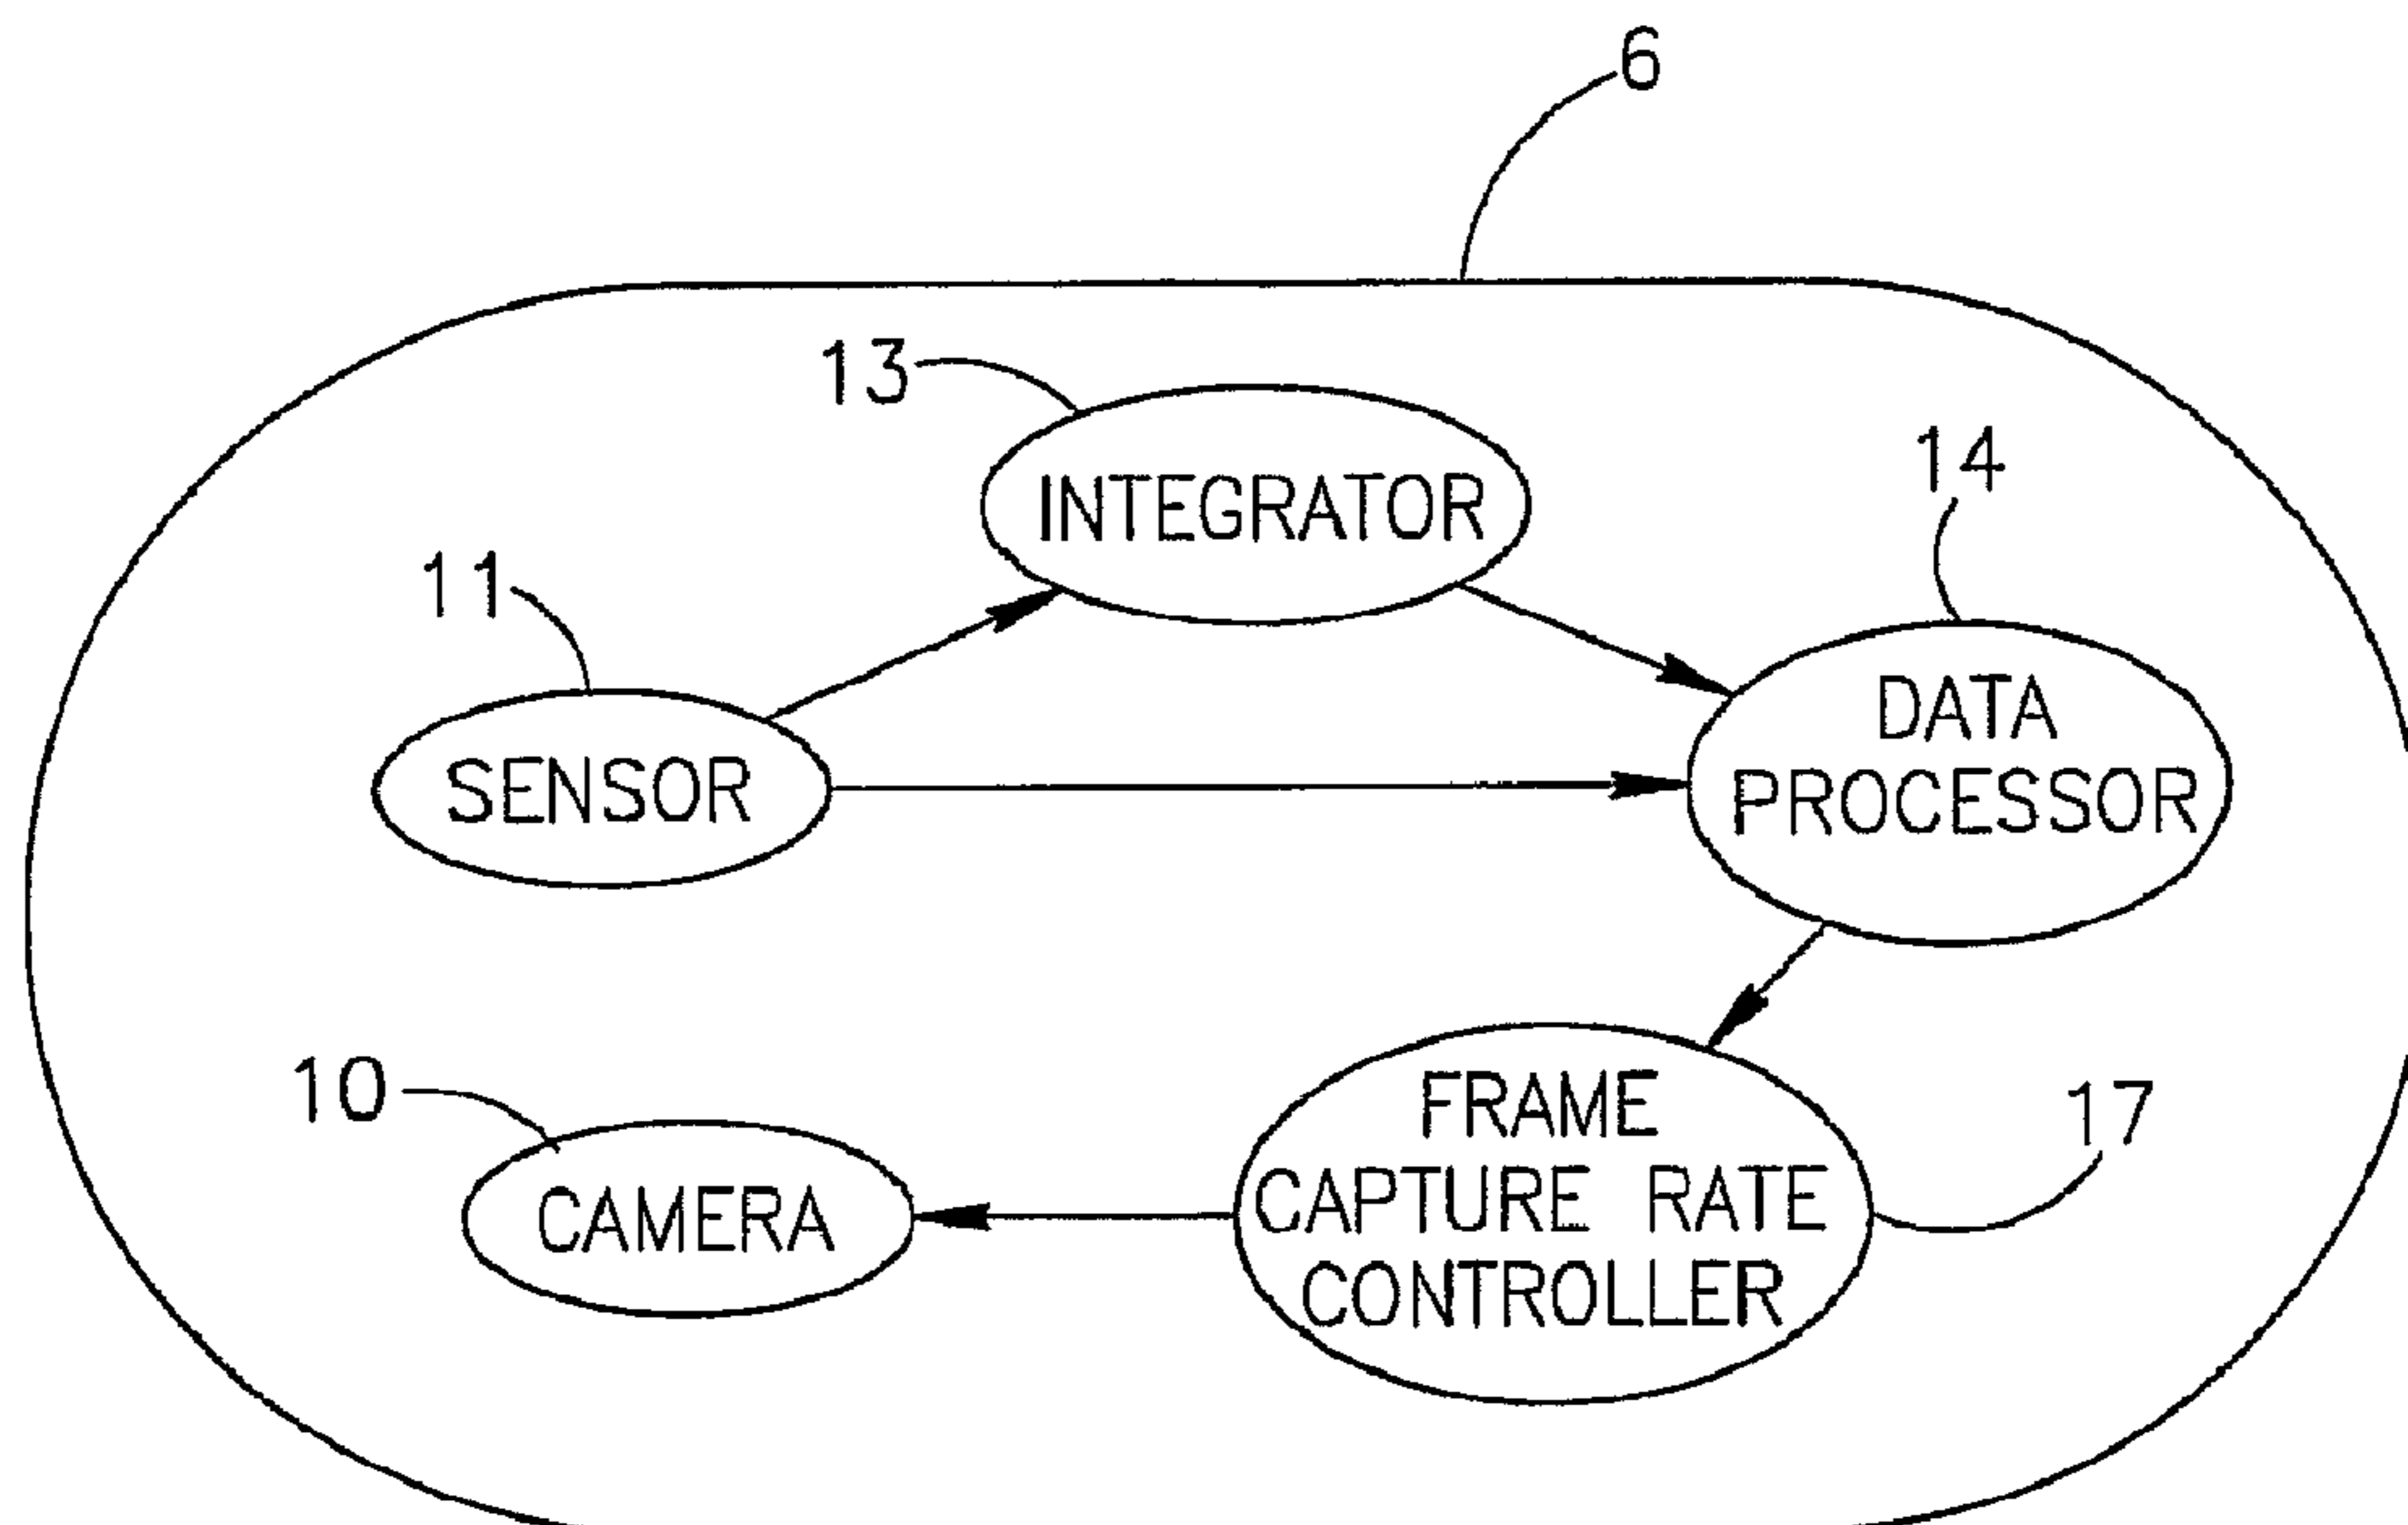 6
13
INTEGRATOR
14
11
DATA
PROCESSOR
SENSOR
10
FRAME
CAPTURE RATE
CONTROLLER
17
CAMERA